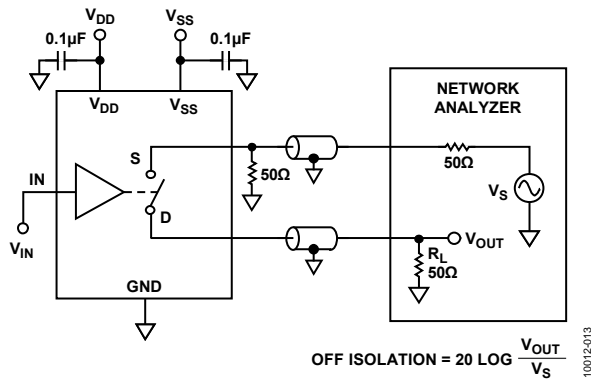 V_DD V_SS
0.1µF 0.1µF
V_DD V_SS
NETWORK
ANALYZER
S
50Ω
50Ω
IN
V_S
D
V_IN
V_OUT
R_L
50Ω
GND
OFF ISOLATION = 20 LOG V_OUT / V_S
10012-013